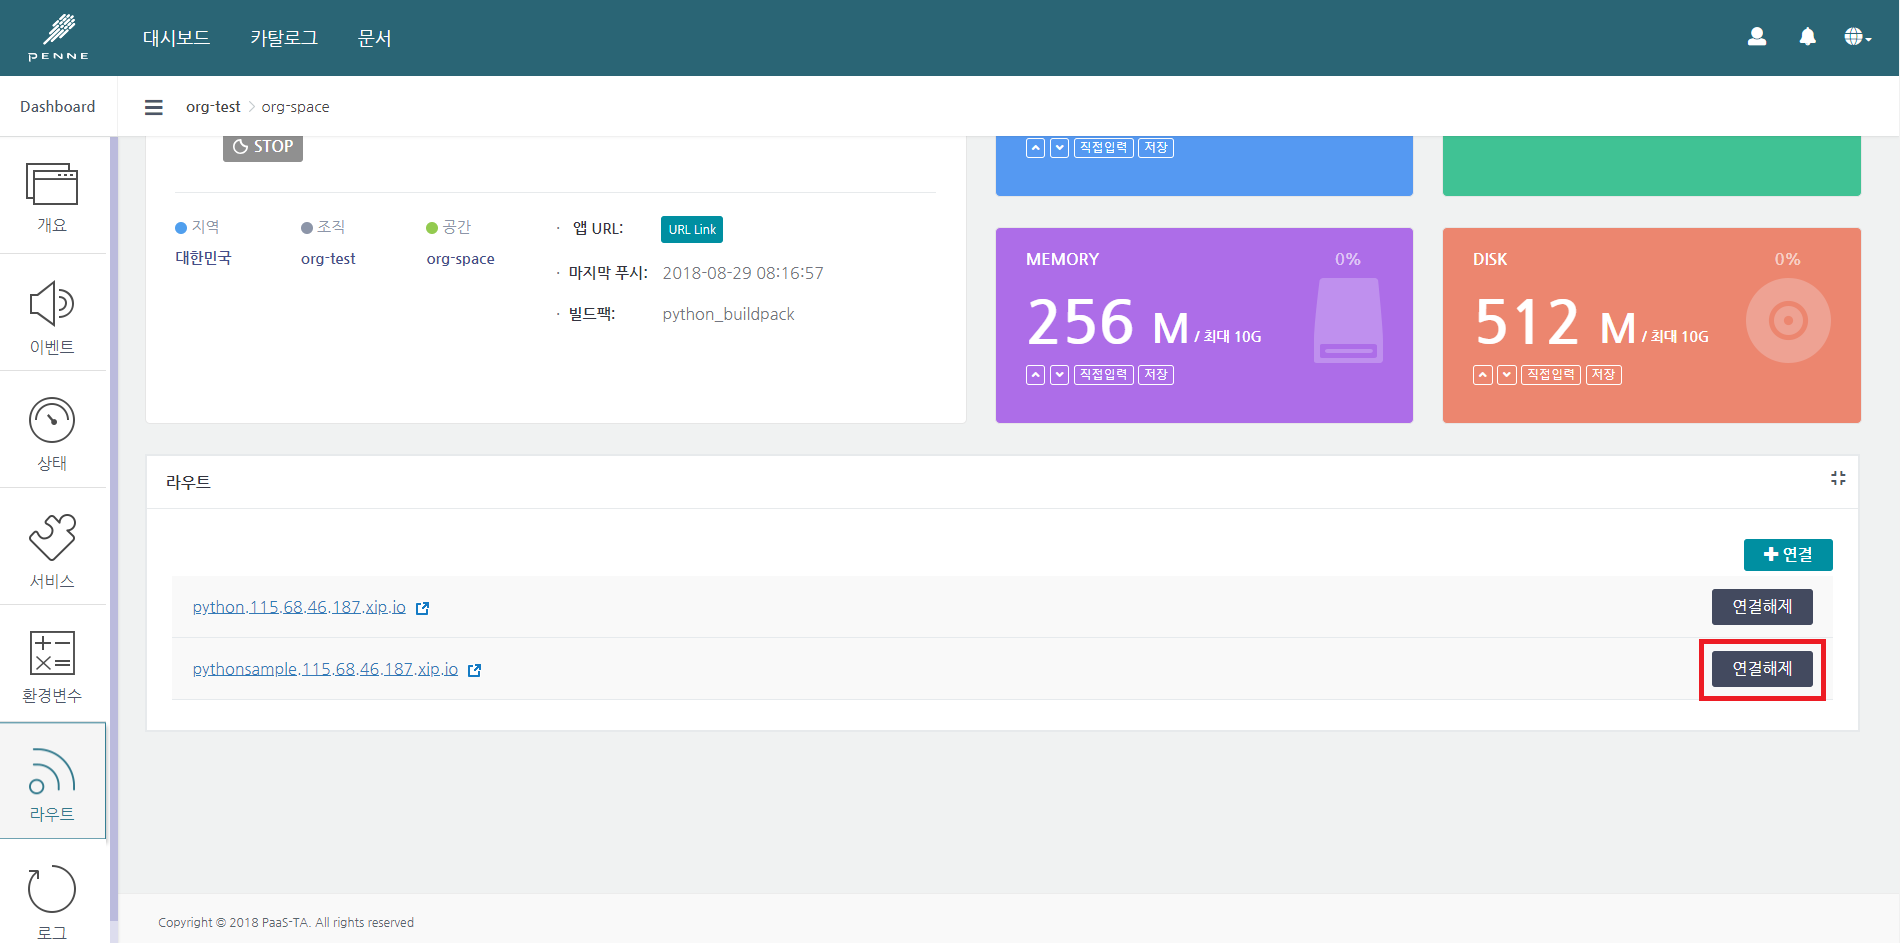 PENNE
대시보드 카탈로그 문서
Dashboard
org-test > org-space
개요
이벤트
상태
서비스
환경변수
라우트
로그
STOP
지역 조직 공간
대한민국 org-test org-space
· 앱 URL: URL Link
· 마지막 푸시: 2018-08-29 08:16:57
· 빌드팩: python_buildpack
직접입력 저장
MEMORY 0%
256 M / 최대 10G
직접입력 저장
DISK 0%
512 M / 최대 10G
직접입력 저장
라우트
연결
python.115.68.46.187.xip.io 연결해제
pythonsample.115.68.46.187.xip.io 연결해제
Copyright © 2018 PaaS-TA. All rights reserved